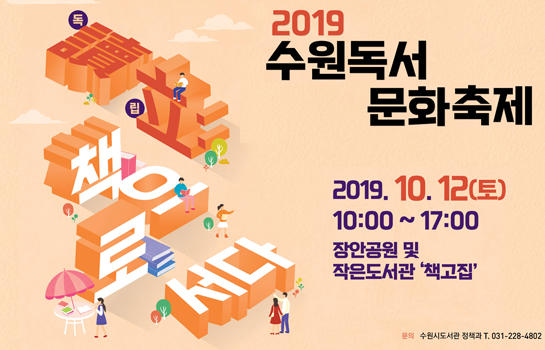 독
立
립
책으
로
서다
2019
수원독서
문화축제
2019. 10. 12(토)
10:00 ~ 17:00
장안공원 및
작은도서관 ‘책고집’
문의 수원시도서관 정책과 T. 031-228-4802